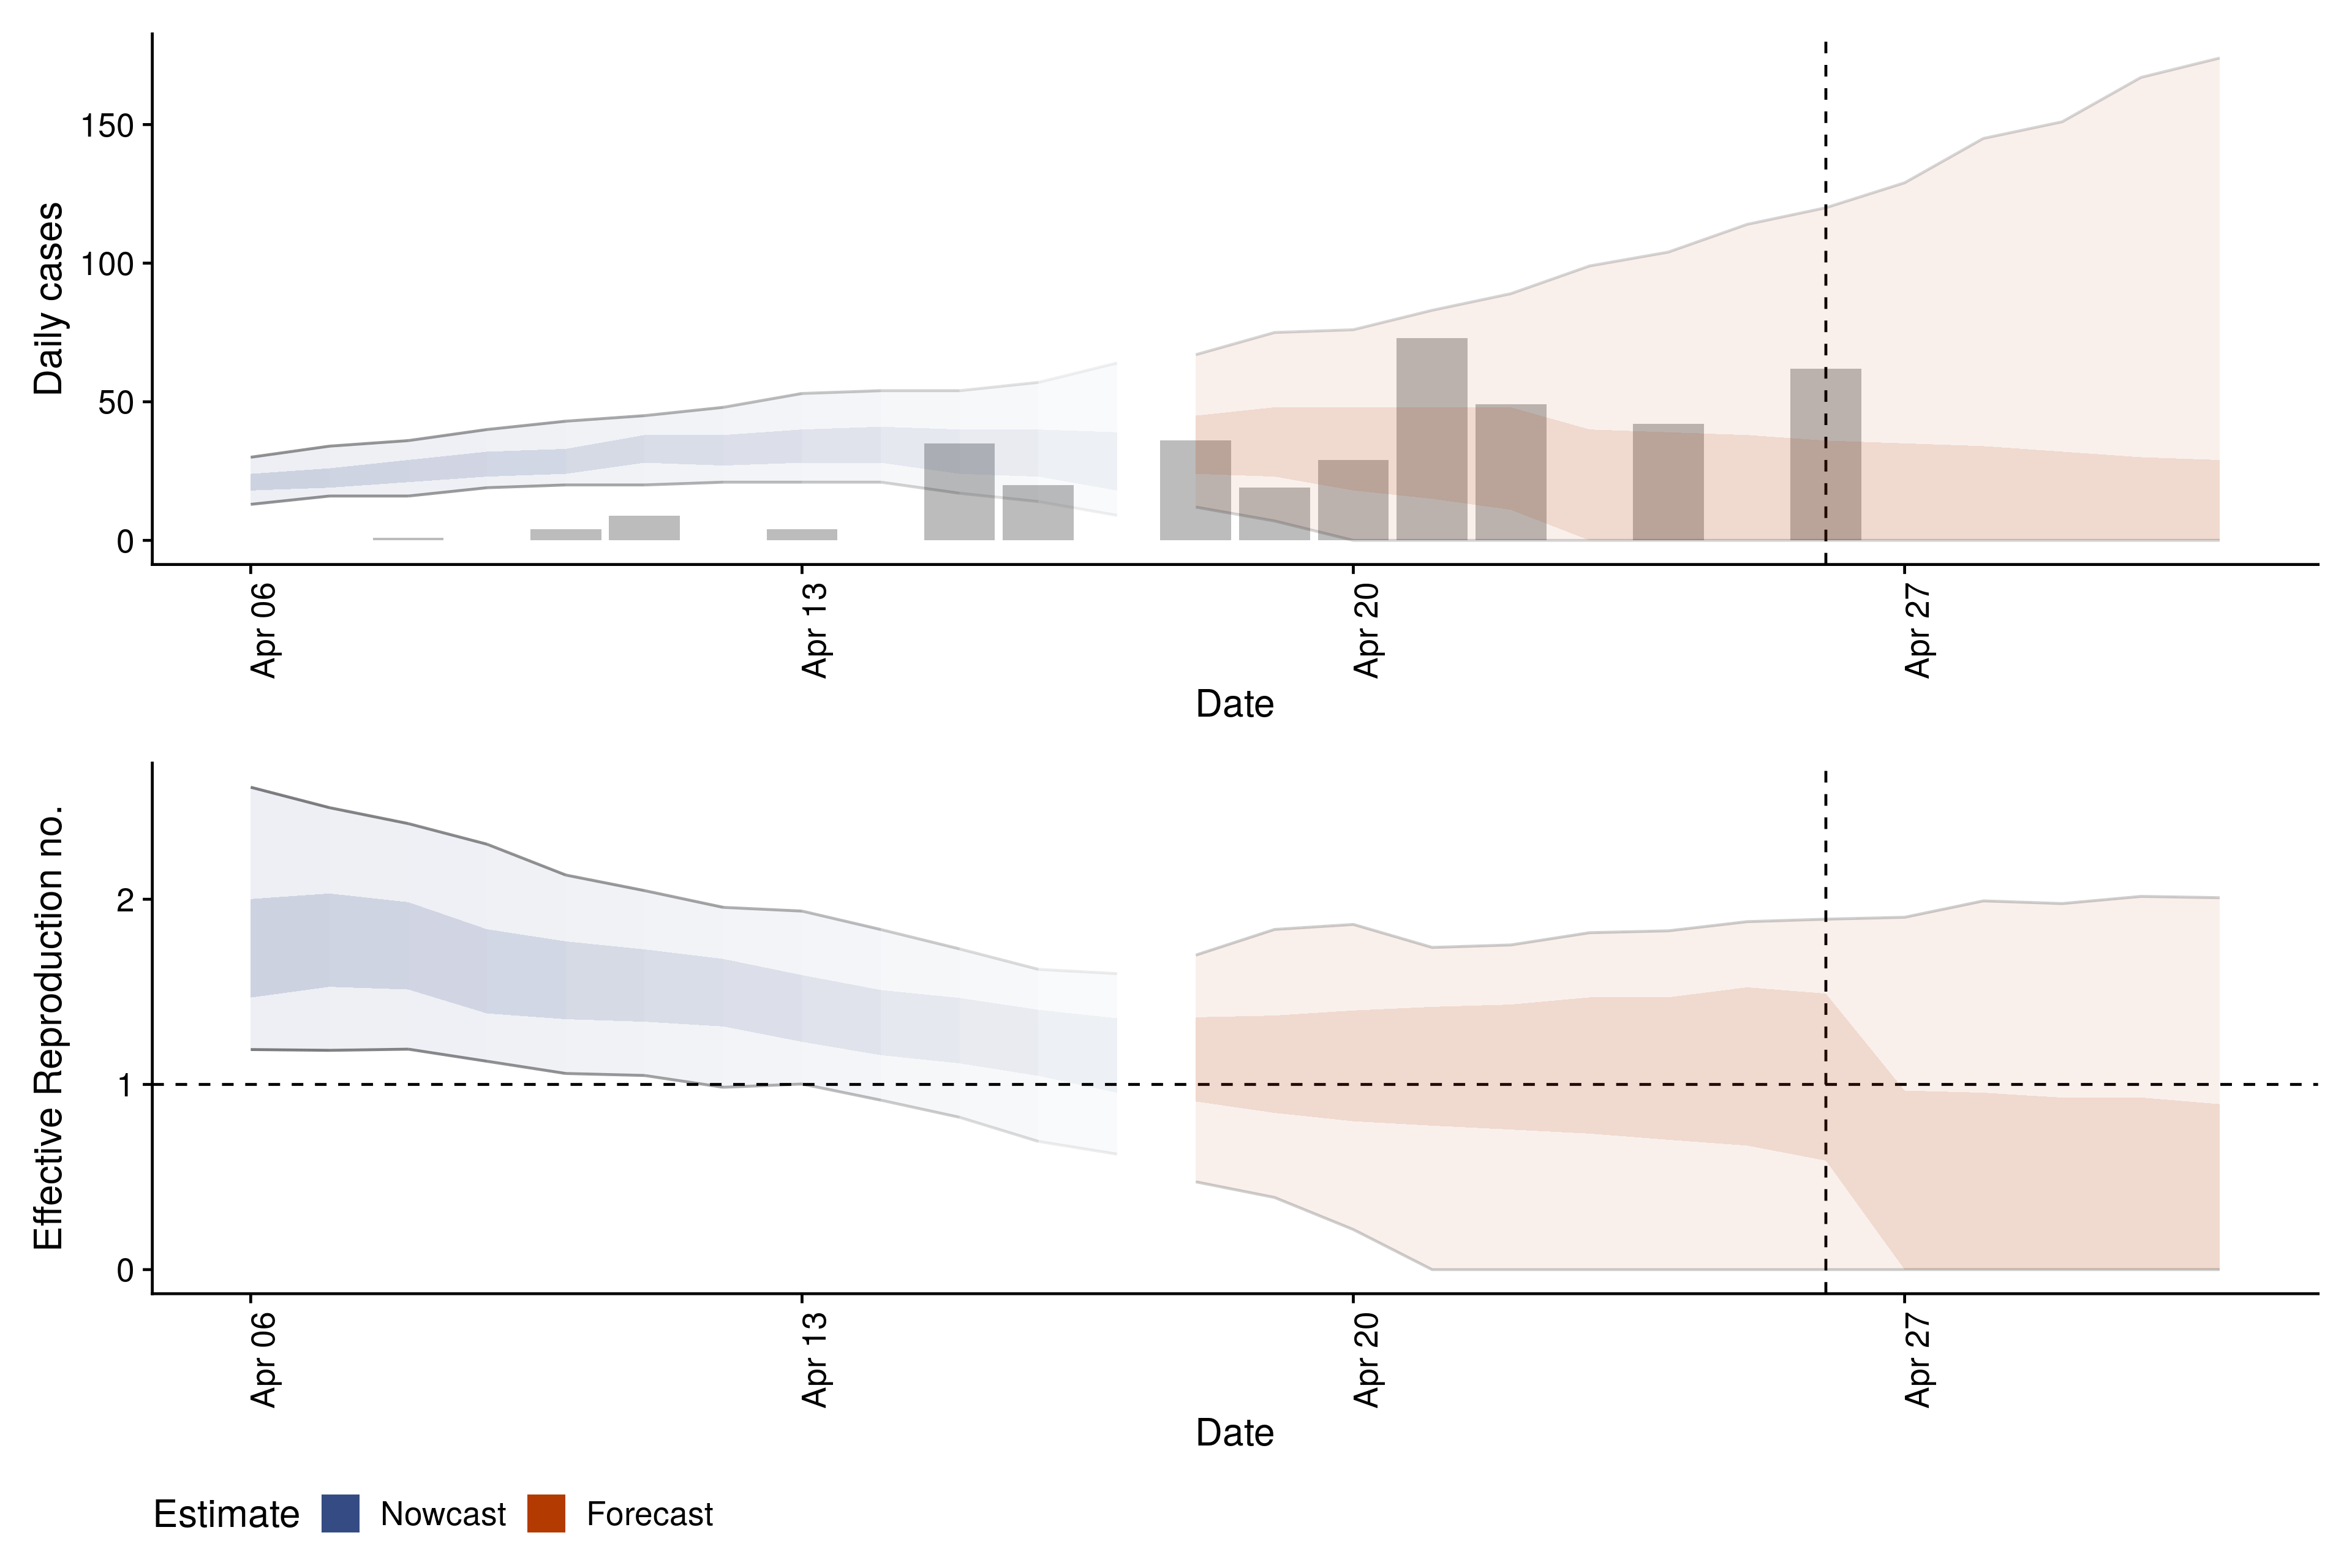 Daily cases
150
100
50
0
Apr 06
Apr 13
Apr 20
Apr 27
Date
Effective Reproduction no.
2
1
0
Apr 06
Apr 13
Apr 20
Apr 27
Date
Estimate Nowcast Forecast